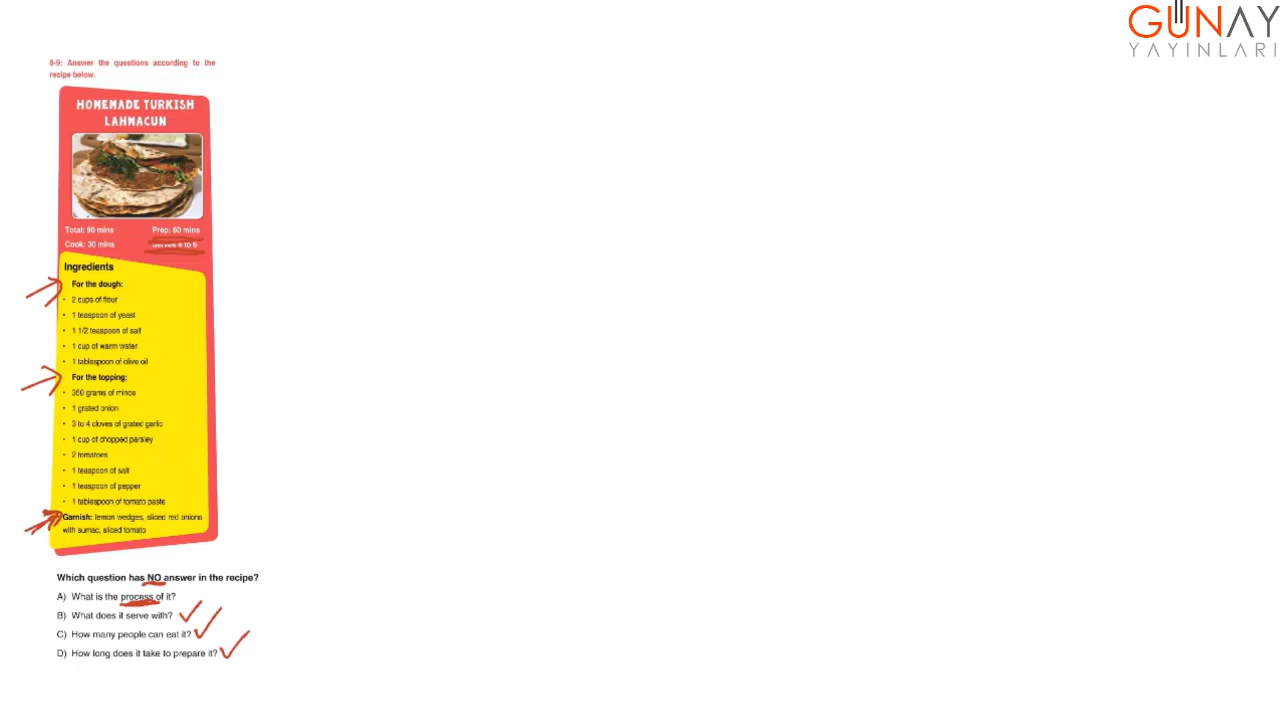 GÜNAY
YAYINLARI
8-9: Answer the questions according to the
recipe below.
HOMEMADE TURKISH
LAHMACUN
Total: 90 mins
Prep: 60 mins
Cook: 30 mins
Serves 4 to 5
Ingredients
For the dough:
• 2 cups of flour
• 1 teaspoon of yeast
• 1 1/2 teaspoon of salt
• 1 cup of warm water
• 1 tablespoon of olive oil
For the topping:
• 350 grams of mince
• 1 grated onion
• 3 to 4 cloves of grated garlic
• 1 cup of chopped parsley
• 2 tomatoes
• 1 teaspoon of salt
• 1 teaspoon of pepper
• 1 tablespoon of tomato paste
Garnish: lemon wedges, sliced red onions
with sumac, sliced tomato
Which question has NO answer in the recipe?
A) What is the process of it?
B) What does it serve with?
C) How many people can eat it?
D) How long does it take to prepare it?